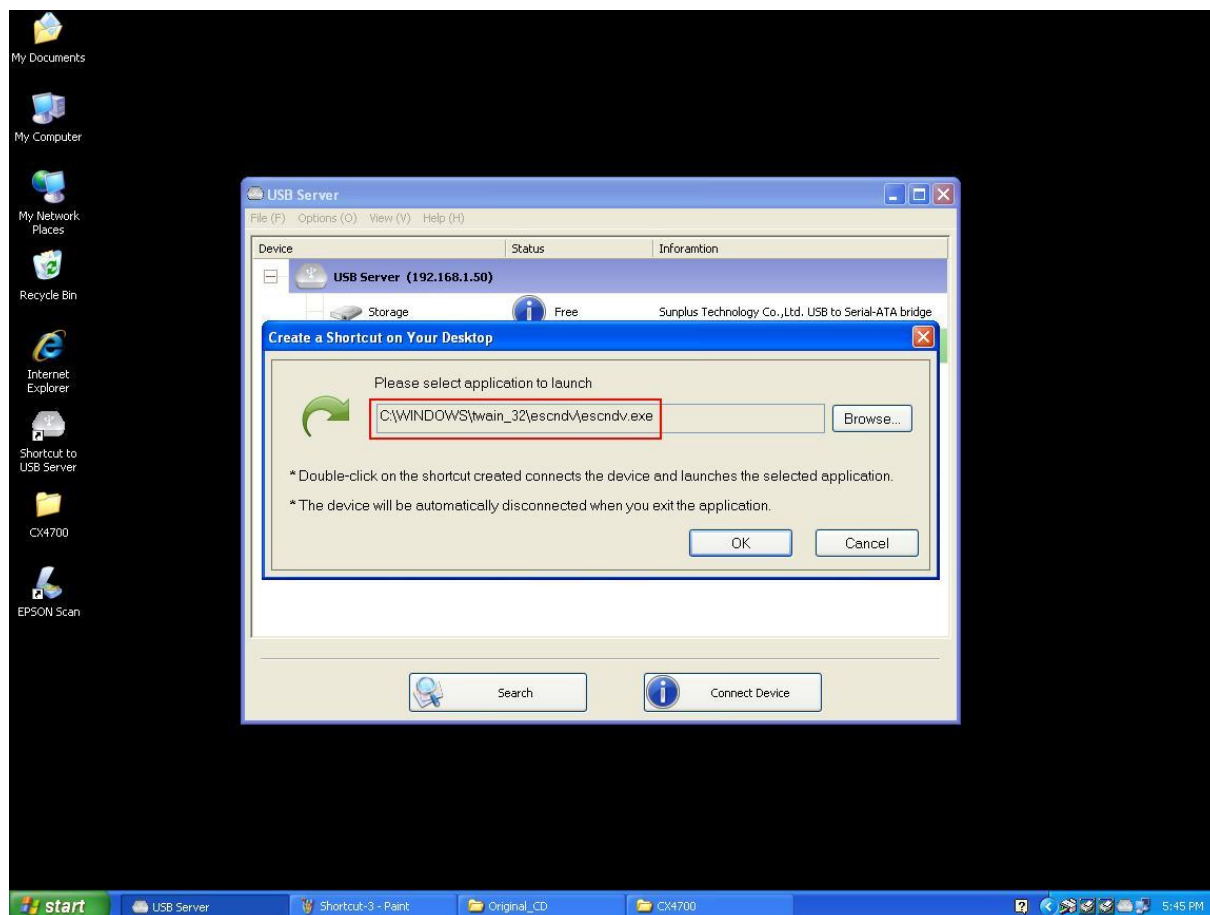 My Documents
My Computer
My Network
Places
Recycle Bin
Internet
Explorer
Shortcut to
USB Server
CX4700
EPSON Scan
USB Server
File (F) Options (O) View (V) Help (H)
Device Status Inforamtion
USB Server (192.168.1.50)
Storage Free Sunplus Technology Co.,Ltd. USB to Serial-ATA bridge
Create a Shortcut on Your Desktop
Please select application to launch
C:\WINDOWS\twain_32\escndv\escndv.exe Browse...
* Double-click on the shortcut created connects the device and launches the selected application.
* The device will be automatically disconnected when you exit the application.
OK Cancel
Search Connect Device
start USB Server Shortcut-3 - Paint Original_CD CX4700 5:45 PM